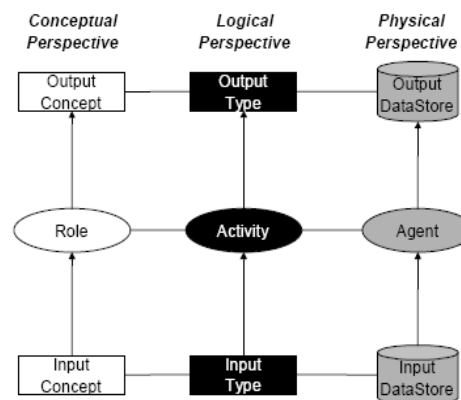 Conceptual Perspective
Logical Perspective
Physical Perspective
Output Concept
Output Type
Output DataStore
Role
Activity
Agent
Input Concept
Input Type
Input DataStore